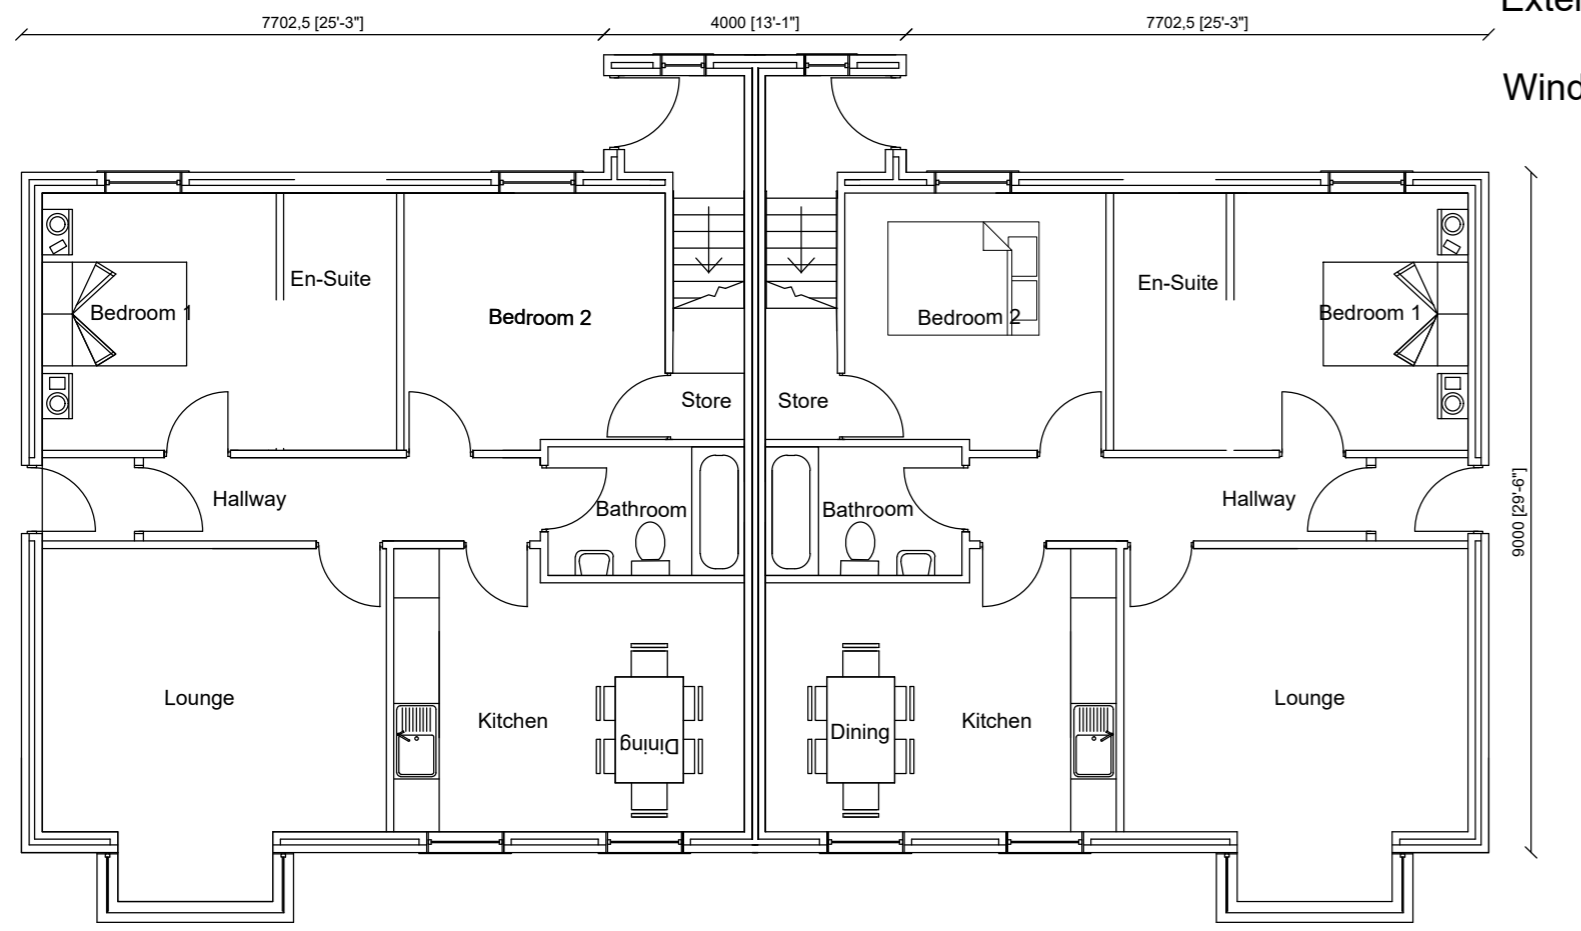 Exter
7702,5 [25'-3"]
4000 [13'-1"]
7702,5 [25'-3"]
Wind
En-Suite
En-Suite
Bedroom 1
Bedroom 2
Bedroom 2
Bedroom 1
Store
Store
Hallway
Bathroom
Bathroom
Hallway
9000 [29'-6"]
Lounge
Kitchen
Dining
Dining
Kitchen
Lounge